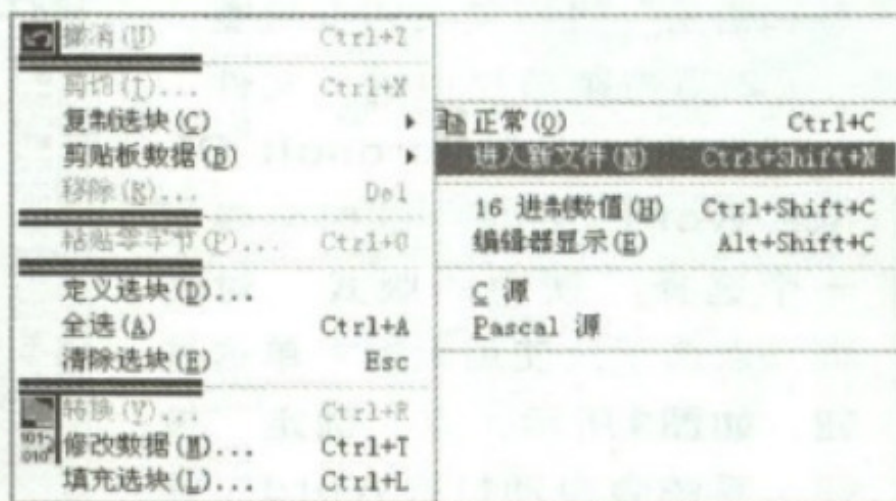 撤消(U) Ctrl+Z
剪切(T)... Ctrl+X
复制选块(C)
剪贴板数据(B)
移除(R)... Del
粘贴零字节(P)... Ctrl+0
定义选块(D)...
全选(A) Ctrl+A
清除选块(E) Esc
转换(V)... Ctrl+R
修改数据(M)... Ctrl+T
填充选块(L)... Ctrl+L
正常(O) Ctrl+C
进入新文件(N) Ctrl+Shift+N
16 进制数值(H) Ctrl+Shift+C
编辑器显示(E) Alt+Shift+C
C 源
Pascal 源